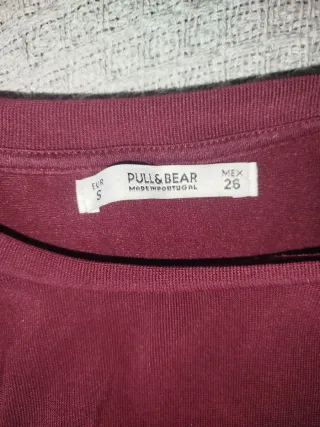 EUR
S
PULL&BEAR
MADE IN PORTUGAL
MEX
26